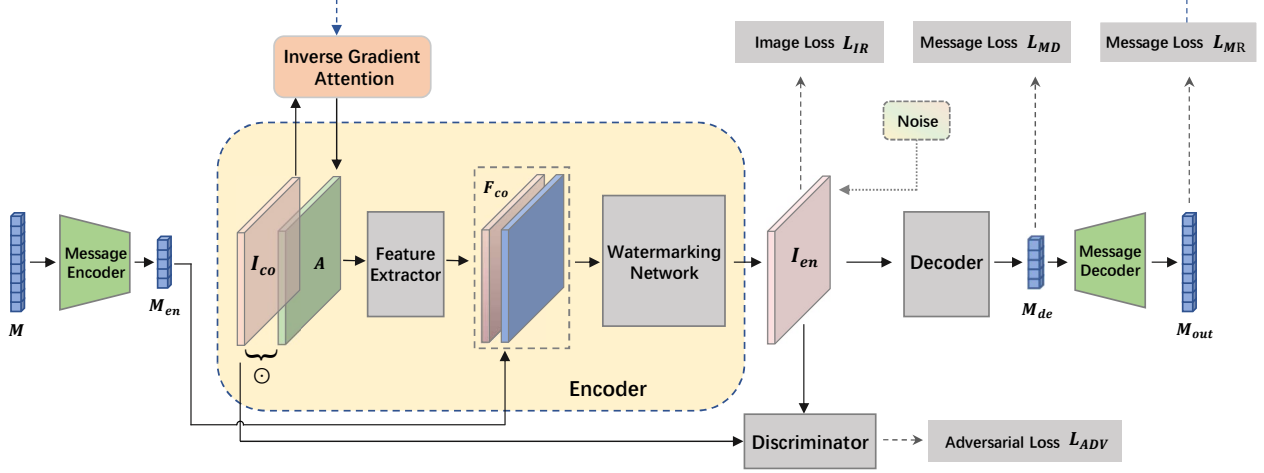 Inverse Gradient
Attention
Image Loss L_IR
Message Loss L_MD
Message Loss L_MR
Noise
M
Message
Encoder
M_en
I_co
A
Feature
Extractor
F_co
Watermarking
Network
I_en
Decoder
M_de
Message
Decoder
M_out
⊙
Encoder
Discriminator
Adversarial Loss L_ADV